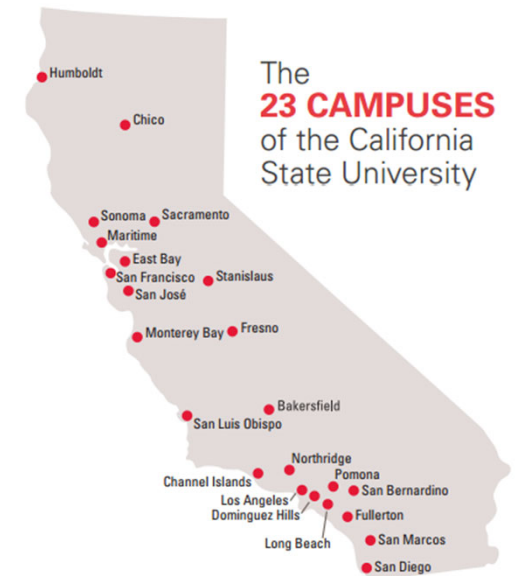 The
23 CAMPUSES
of the California
State University
Humboldt
Chico
Sonoma
Sacramento
Maritime
East Bay
San Francisco
Stanislaus
San José
Monterey Bay
Fresno
Bakersfield
San Luis Obispo
Northridge
Channel Islands
Pomona
San Bernardino
Los Angeles
Dominguez Hills
Fullerton
Long Beach
San Marcos
San Diego